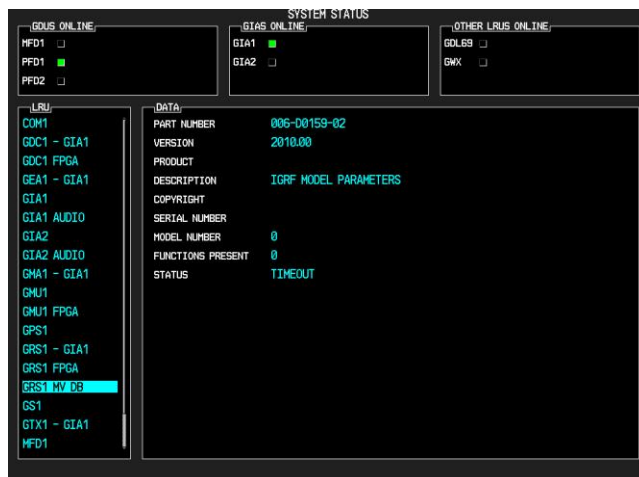 SYSTEM STATUS
GDUS ONLINE
MFD1
PFD1
PFD2
GIAS ONLINE
GIA1
GIA2
OTHER LRUS ONLINE
GDL69
GWX
LRU
COM1
GDC1 - GIA1
GDC1 FPGA
GEA1 - GIA1
GIA1
GIA1 AUDIO
GIA2
GIA2 AUDIO
GMA1 - GIA1
GMU1
GMU1 FPGA
GPS1
GRS1 - GIA1
GRS1 FPGA
GRS1 MV DB
GS1
GTX1 - GIA1
MFD1
DATA
PART NUMBER 006-D0159-02
VERSION 2010.00
PRODUCT
DESCRIPTION IGRF MODEL PARAMETERS
COPYRIGHT
SERIAL NUMBER
MODEL NUMBER 0
FUNCTIONS PRESENT 0
STATUS TIMEOUT